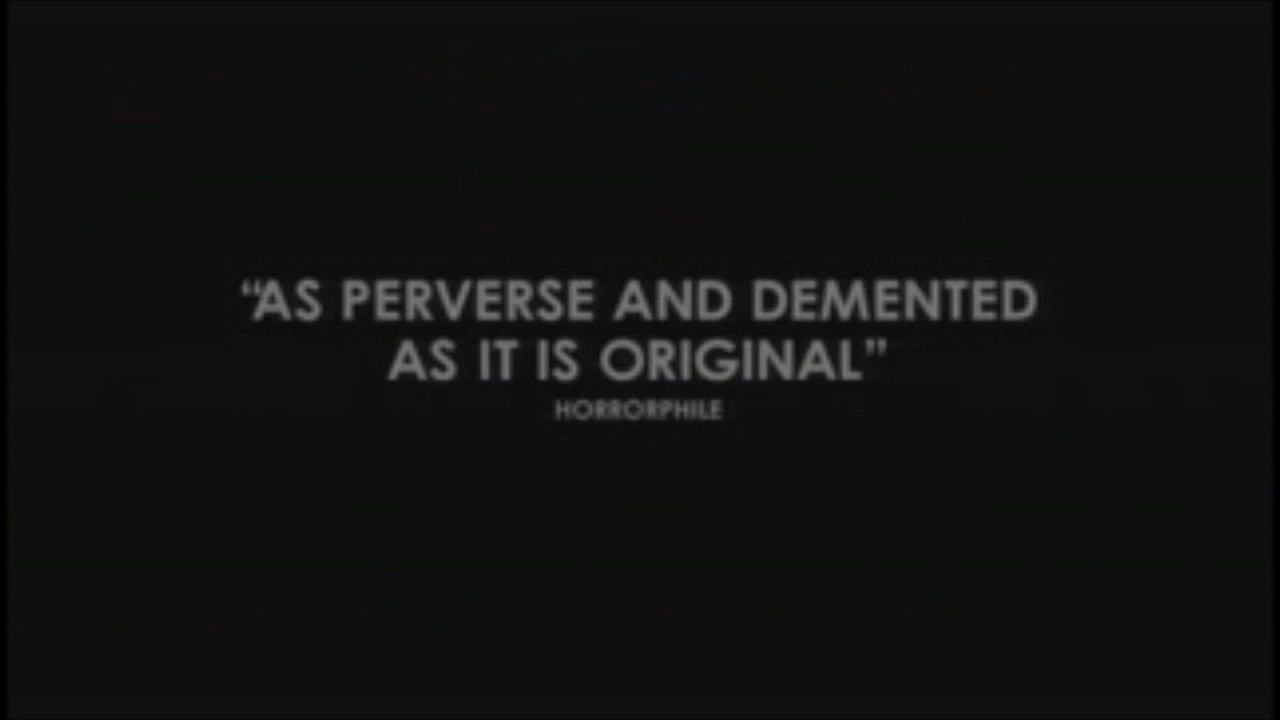 “AS PERVERSE AND DEMENTED
AS IT IS ORIGINAL”
HORRORPHILE